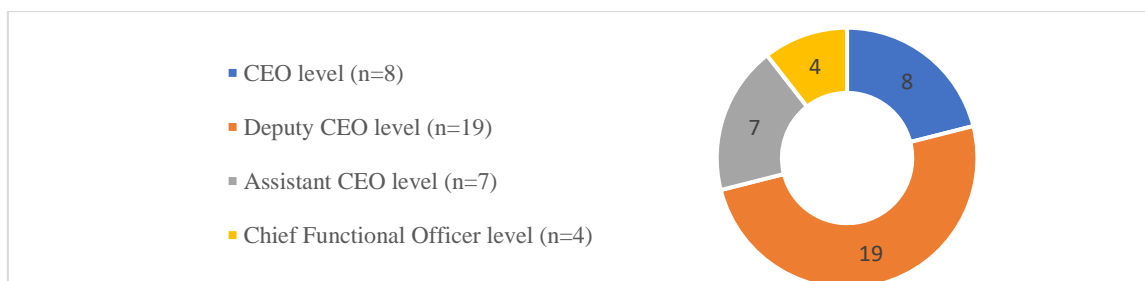 CEO level (n=8)
Deputy CEO level (n=19)
Assistant CEO level (n=7)
Chief Functional Officer level (n=4)
4
8
7
19